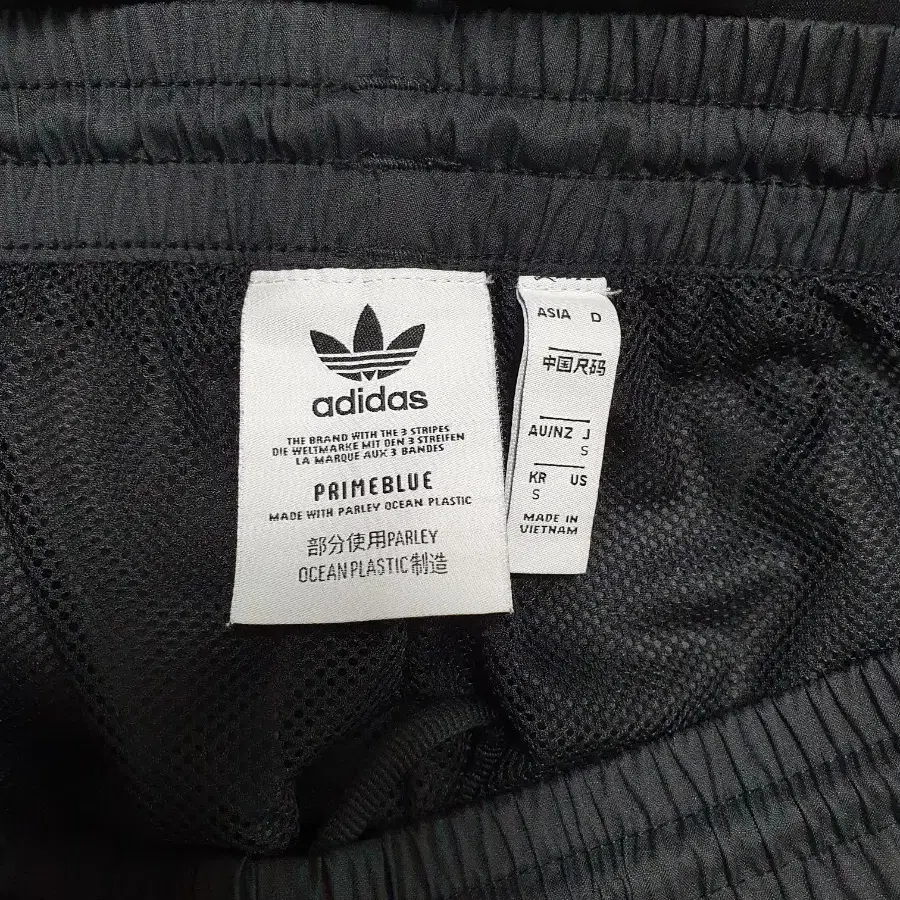 adidas
THE BRAND WITH THE 3 STRIPES
DIE WELTMARKE MIT DEN 3 STREIFEN
LA MARQUE AUX 3 BANDES
PRIMEBLUE
MADE WITH PARLEY OCEAN PLASTIC
部分使用PARLEY
OCEAN PLASTIC制造
ASIA D
中国尺码
AU/NZ J
S
KR US
S
MADE IN
VIETNAM